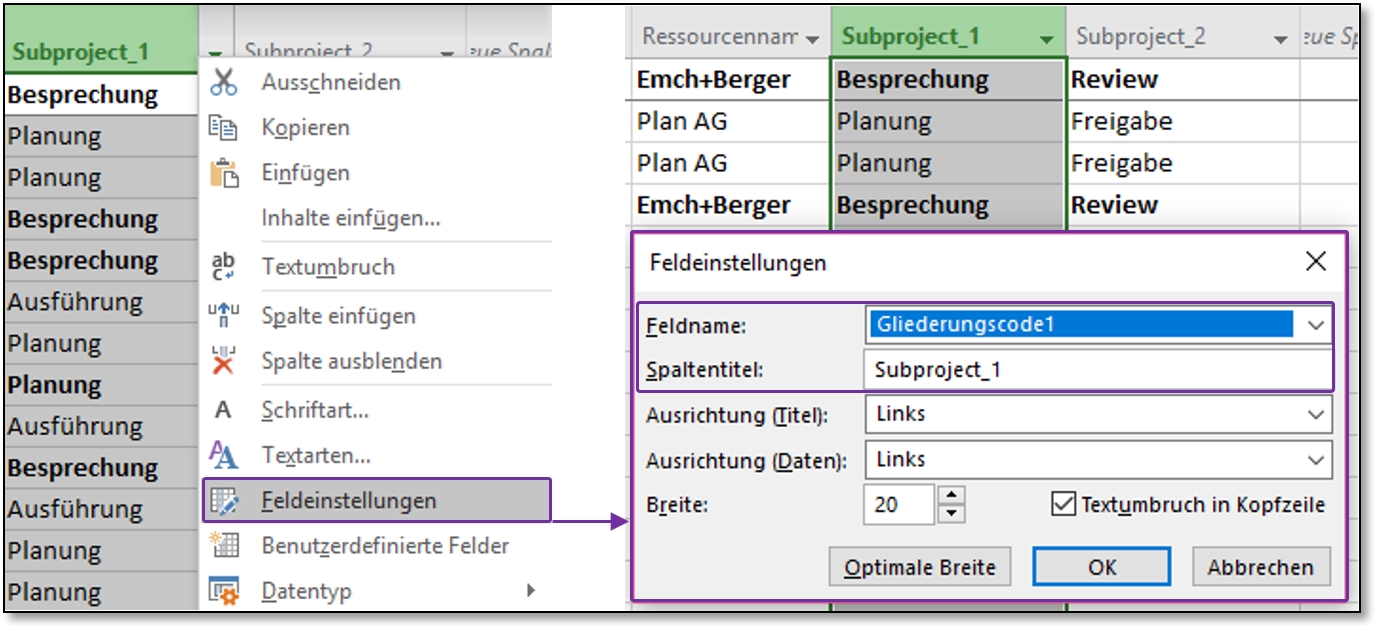 Subproject_1
Subproject_2
Besprechung
Planung
Planung
Besprechung
Besprechung
Ausführung
Planung
Planung
Ausführung
Besprechung
Ausführung
Planung
Planung
Ausschneiden
Kopieren
Einfügen
Inhalte einfügen...
Textumbruch
Spalte einfügen
Spalte ausblenden
Schriftart...
Textarten...
Feldeinstellungen
Benutzerdefinierte Felder
Datentyp
Ressourcennam Subproject_1 Subproject_2 eue Sp
Emch+Berger Besprechung Review
Plan AG Planung Freigabe
Plan AG Planung Freigabe
Emch+Berger Besprechung Review
Feldeinstellungen
Feldname: Gliederungscode1
Spaltentitel: Subproject_1
Ausrichtung (Titel): Links
Ausrichtung (Daten): Links
Breite: 20 Textumbruch in Kopfzeile
Optimale Breite OK Abbrechen